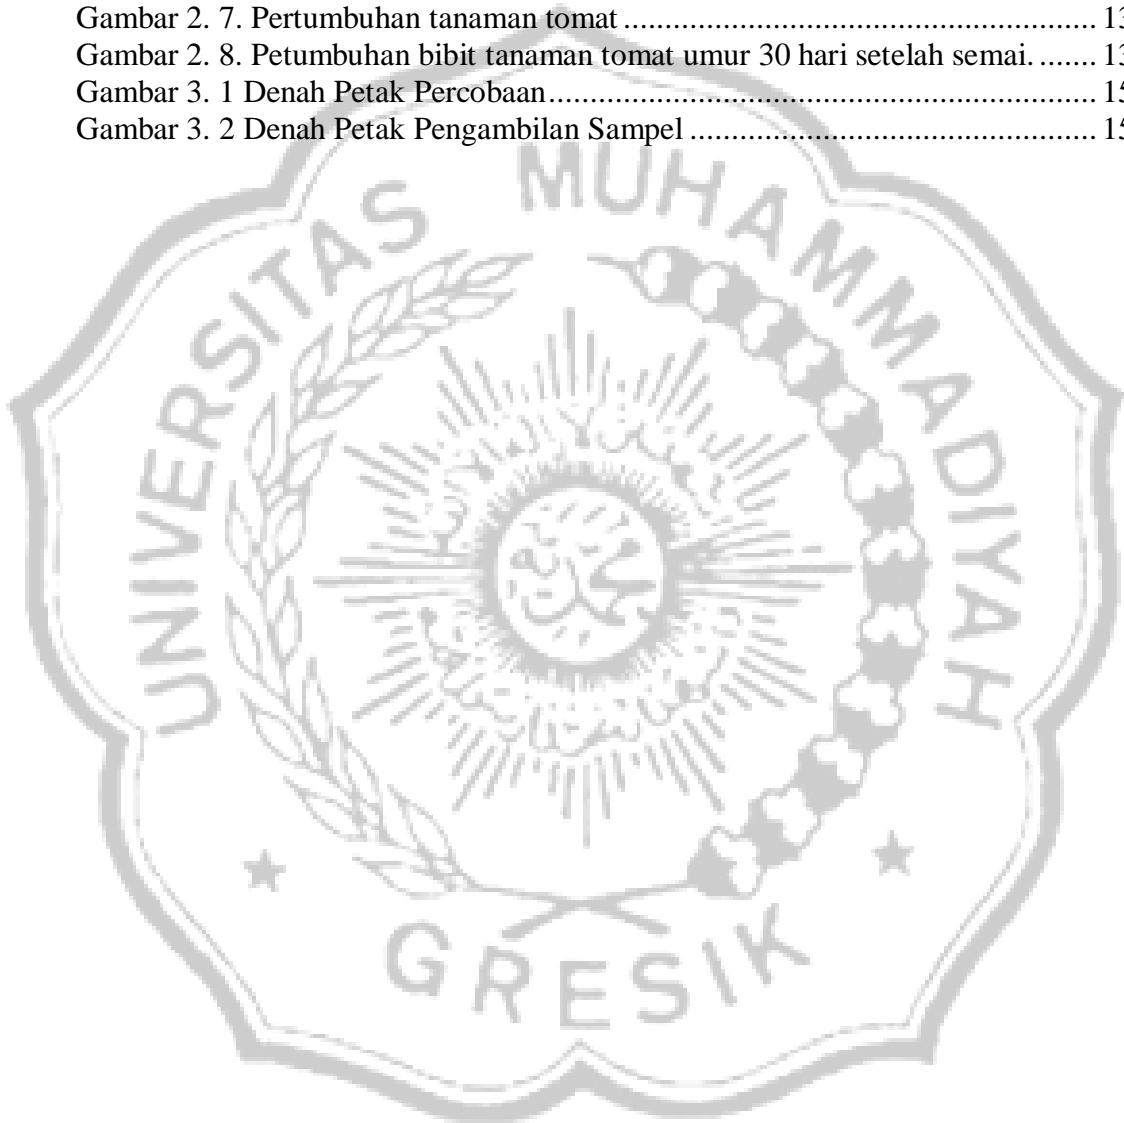 Gambar 2. 7. Pertumbuhan tanaman tomat ................................................................ 13
Gambar 2. 8. Petumbuhan bibit tanaman tomat umur 30 hari setelah semai. ....... 13
Gambar 3. 1 Denah Petak Percobaan.................................................................... 15
Gambar 3. 2 Denah Petak Pengambilan Sampel ................................................... 15
UNIVERSITAS MUHAMMADIYAH
GRESIK